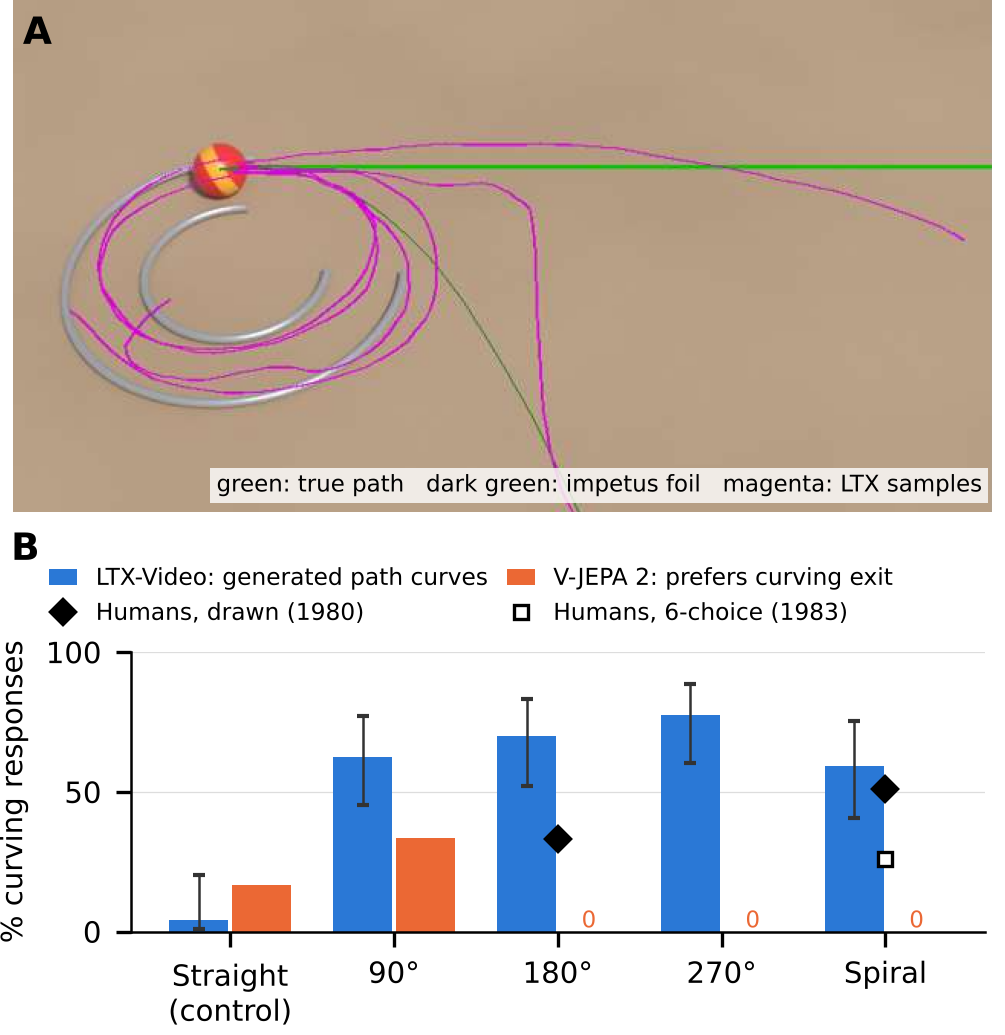 A
green: true path dark green: impetus foil magenta: LTX samples
B
LTX-Video: generated path curves V-JEPA 2: prefers curving exit
Humans, drawn (1980) Humans, 6-choice (1983)
% curving responses
100
50
0
0 0 0
Straight 90° 180° 270° Spiral
(control)